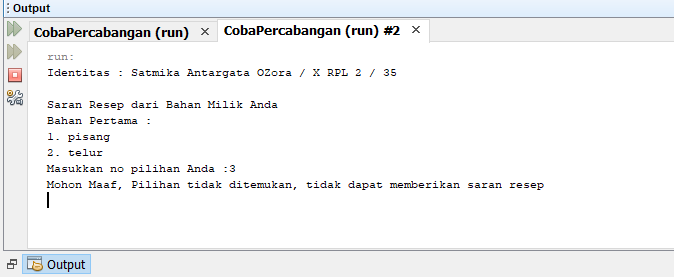 Output
CobaPercabangan (run) × CobaPercabangan (run) #2 ×
run:
Identitas : Satmika Antargata OZora / X RPL 2 / 35
Saran Resep dari Bahan Milik Anda
Bahan Pertama :
1. pisang
2. telur
Masukkan no pilihan Anda :3
Mohon Maaf, Pilihan tidak ditemukan, tidak dapat memberikan saran resep
Output